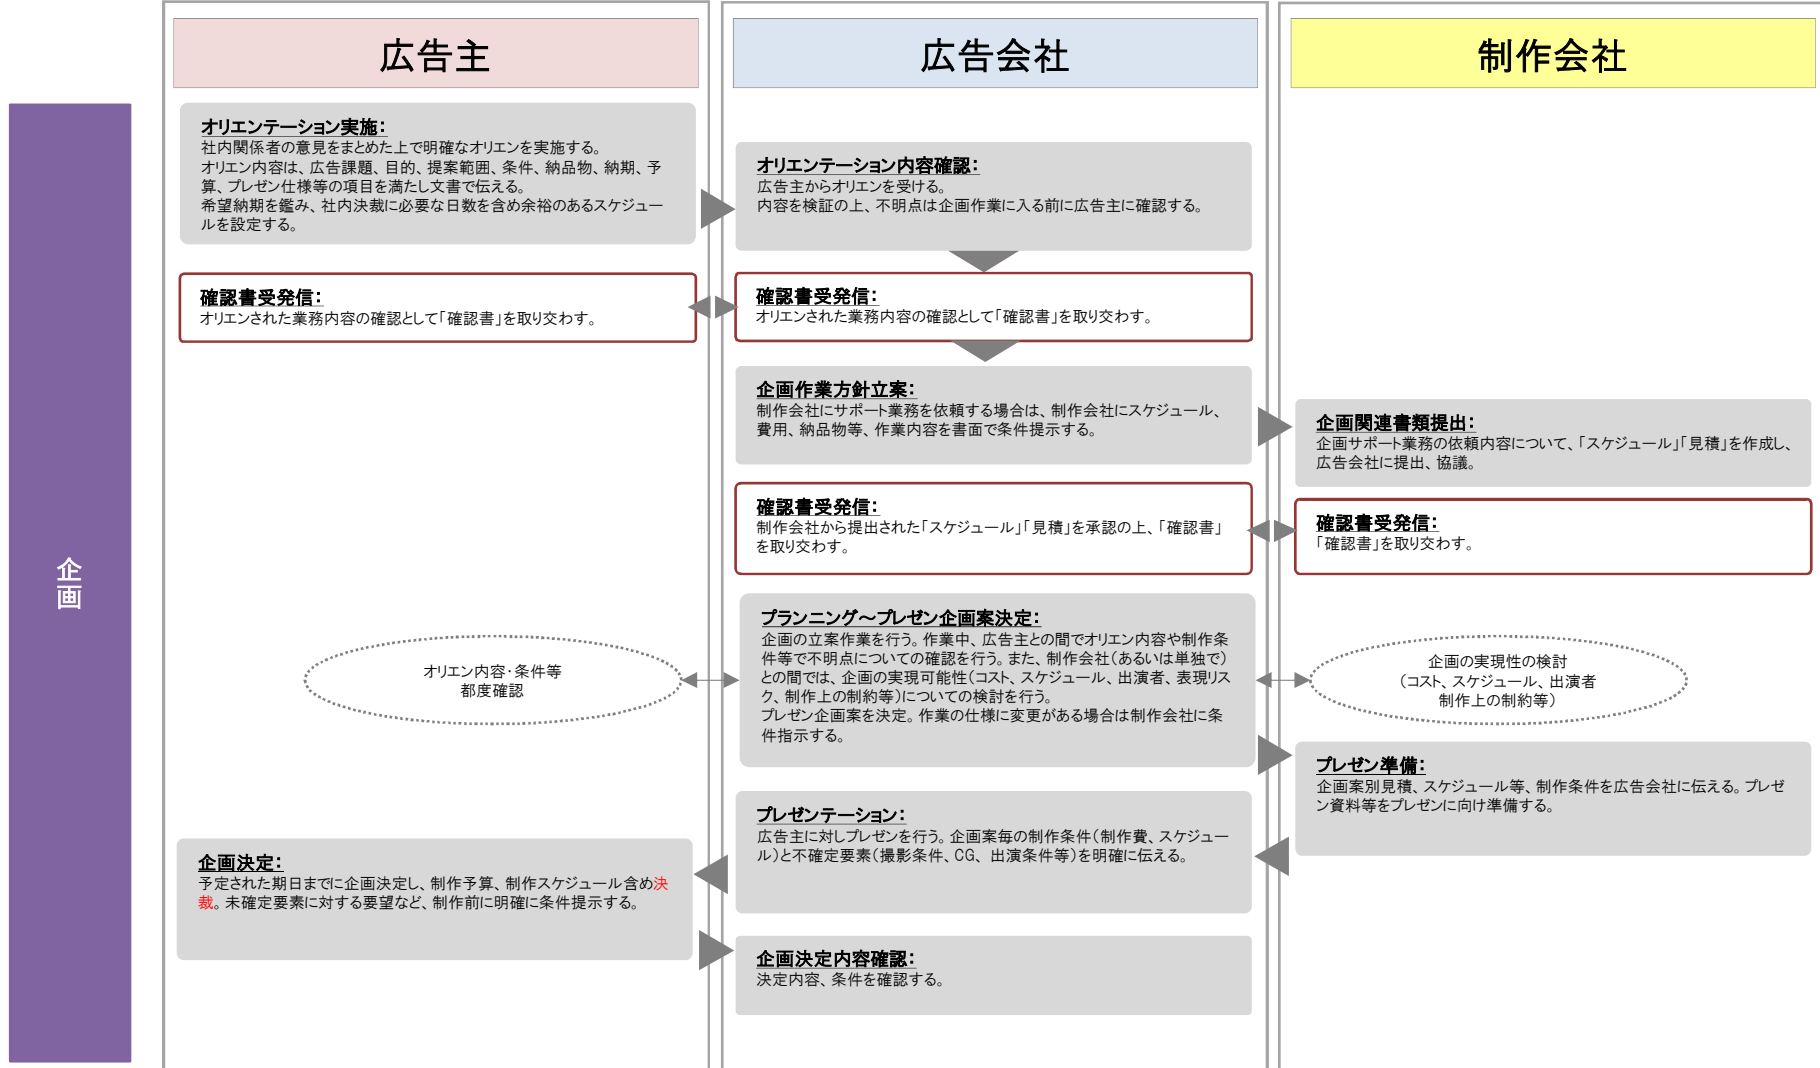 広告主
広告会社
制作会社
企画
オリエンテーション実施：
社内関係者の意見をまとめた上で明確なオリエンを実施する。
オリエン内容は、広告課題、目的、提案範囲、条件、納品物、納期、予
算、プレゼン仕様等の項目を満たし文書で伝える。
希望納期を鑑み、社内決裁に必要な日数を含め余裕のあるスケジュー
ルを設定する。
オリエンテーション内容確認：
広告主からオリエンを受ける。
内容を検証の上、不明点は企画作業に入る前に広告主に確認する。
確認書受発信：
オリエンされた業務内容の確認として「確認書」を取り交わす。
確認書受発信：
オリエンされた業務内容の確認として「確認書」を取り交わす。
企画作業方針立案：
制作会社にサポート業務を依頼する場合は、制作会社にスケジュール、
費用、納品物等、作業内容を書面で条件提示する。
企画関連書類提出：
企画サポート業務の依頼内容について、「スケジュール」「見積」を作成し、
広告会社に提出、協議。
確認書受発信：
制作会社から提出された「スケジュール」「見積」を承認の上、「確認書」
を取り交わす。
確認書受発信：
「確認書」を取り交わす。
プランニング～プレゼン企画案決定：
企画の立案作業を行う。作業中、広告主との間でオリエン内容や制作条
件等で不明点についての確認を行う。また、制作会社（あるいは単独で）
との間では、企画の実現可能性（コスト、スケジュール、出演者、表現リス
ク、制作上の制約等）についての検討を行う。
プレゼン企画案を決定。作業の仕様に変更がある場合は制作会社に条
件指示する。
オリエン内容・条件等
都度確認
企画の実現性の検討
（コスト、スケジュール、出演者
制作上の制約等）
プレゼン準備：
企画案別見積、スケジュール等、制作条件を広告会社に伝える。プレゼ
ン資料等をプレゼンに向け準備する。
プレゼンテーション：
広告主に対しプレゼンを行う。企画案毎の制作条件（制作費、スケジュー
ル）と不確定要素（撮影条件、CG、出演条件等）を明確に伝える。
企画決定：
予定された期日までに企画決定し、制作予算、制作スケジュール含め決
裁。未確定要素に対する要望など、制作前に明確に条件提示する。
企画決定内容確認：
決定内容、条件を確認する。